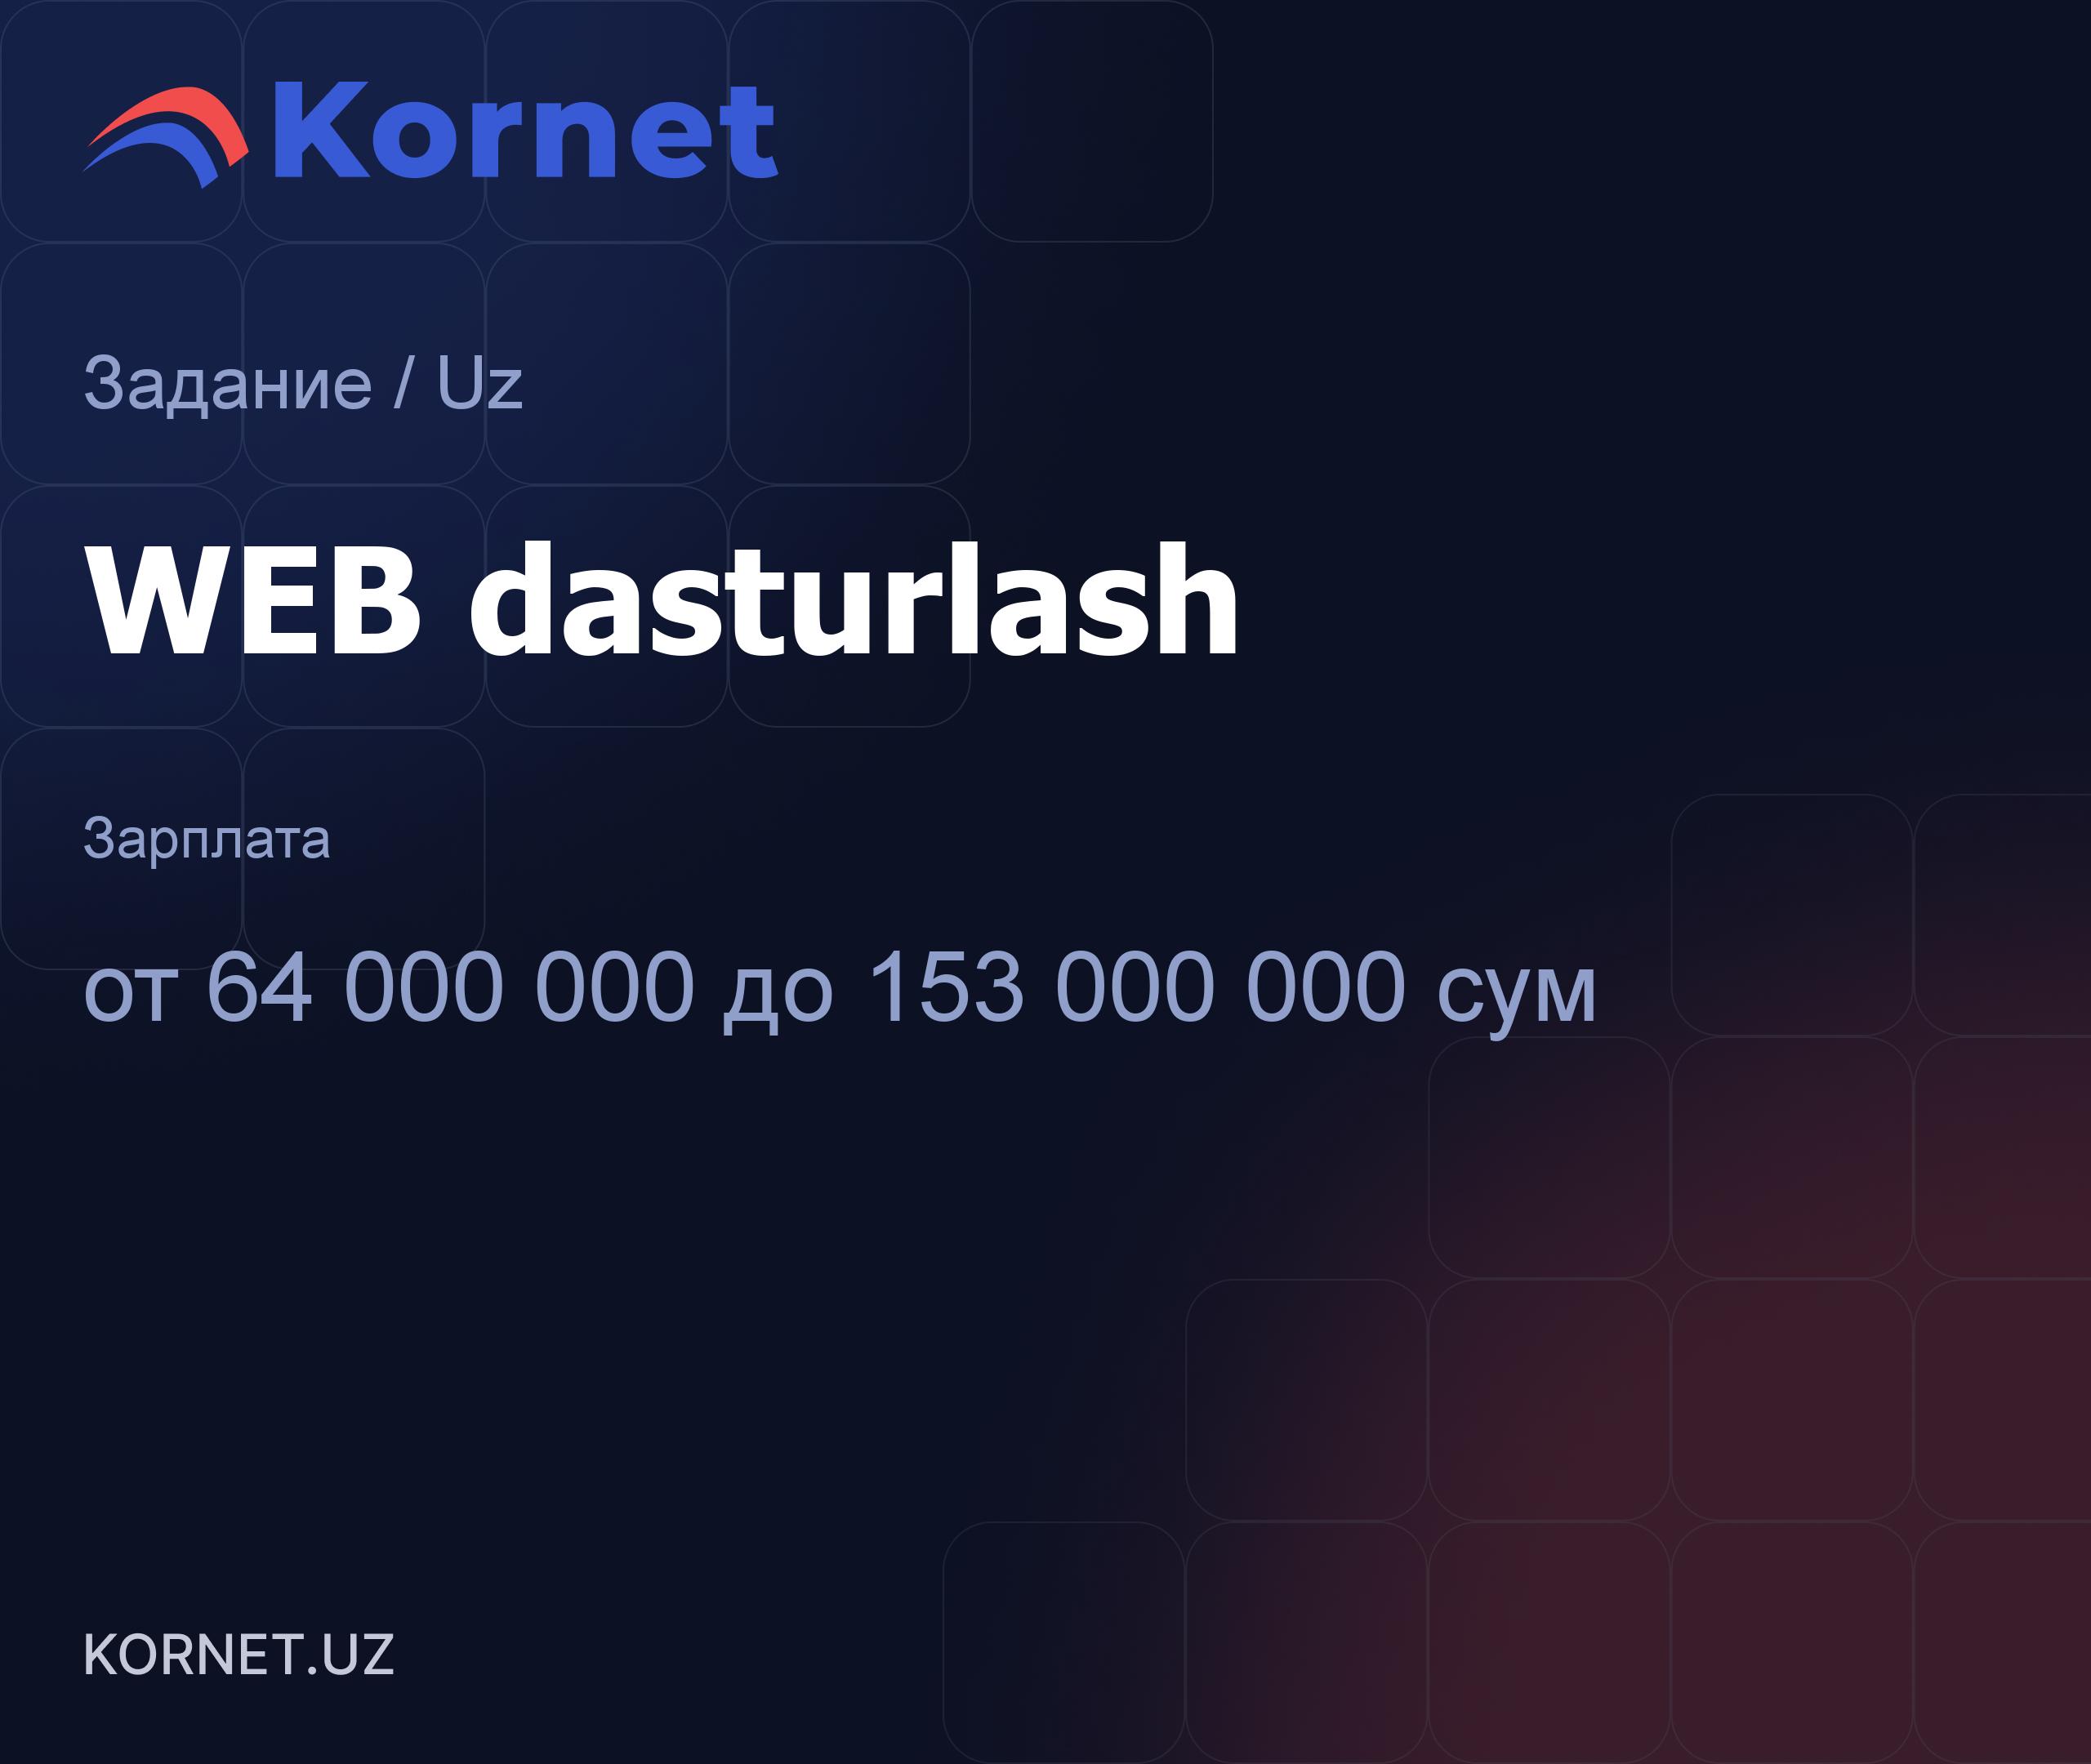 Kornet
Задание / Uz
WEB dasturlash
Зарплата
от 64 000 000 до 153 000 000 сум
KORNET.UZ